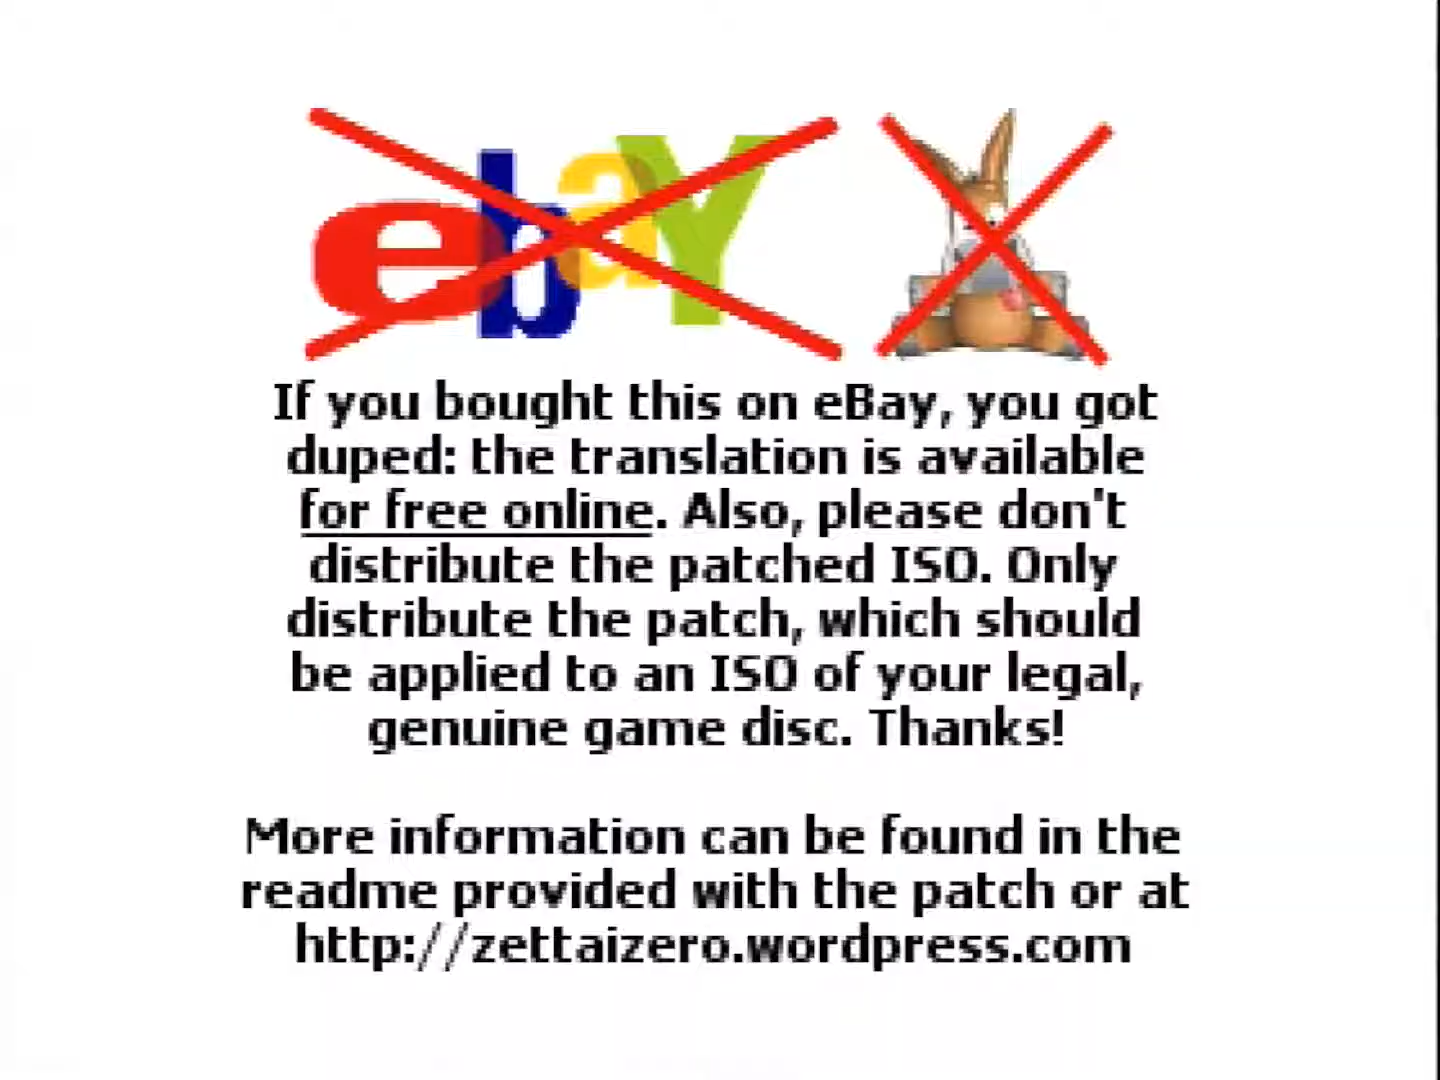 ebaY
If you bought this on eBay, you got
duped: the translation is available
for free online. Also, please don't
distribute the patched ISO. Only
distribute the patch, which should
be applied to an ISO of your legal,
genuine game disc. Thanks!
More information can be found in the
readme provided with the patch or at
http://zettaizero.wordpress.com